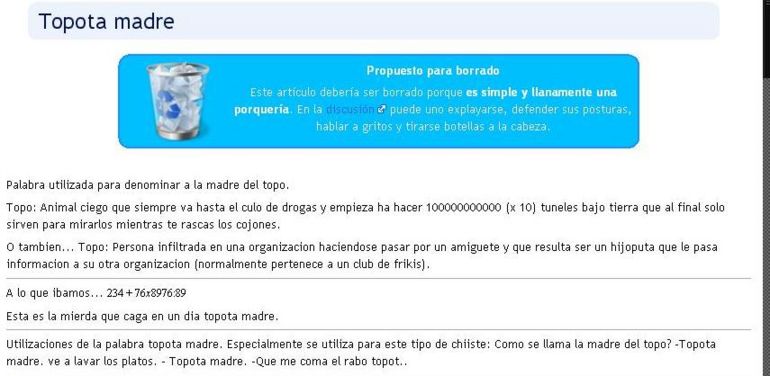 Topota madre
Propuesto para borrado
Este artículo debería ser borrado porque es simple y llanamente una
porquería. En la discusión puede uno explayarse, defender sus posturas,
hablar a gritos y tirarse botellas a la cabeza.
Palabra utilizada para denominar a la madre del topo.
Topo: Animal ciego que siempre va hasta el culo de drogas y empieza ha hacer 100000000000 (x 10) tuneles bajo tierra que al final solo
sirven para mirarlos mientras te rascas los cojones.
O tambien... Topo: Persona infiltrada en una organizacion haciendose pasar por un amiguete y que resulta ser un hijoputa que le pasa
informacion a su otra organizacion (normalmente pertenece a un club de frikis).
A lo que ibamos... 234+76x8976:89
Esta es la mierda que caga en un dia topota madre.
Utilizaciones de la palabra topota madre. Especialmente se utiliza para este tipo de chiiste: Como se llama la madre del topo? -Topota
madre. ve a lavar los platos. - Topota madre. -Que me coma el rabo topot..